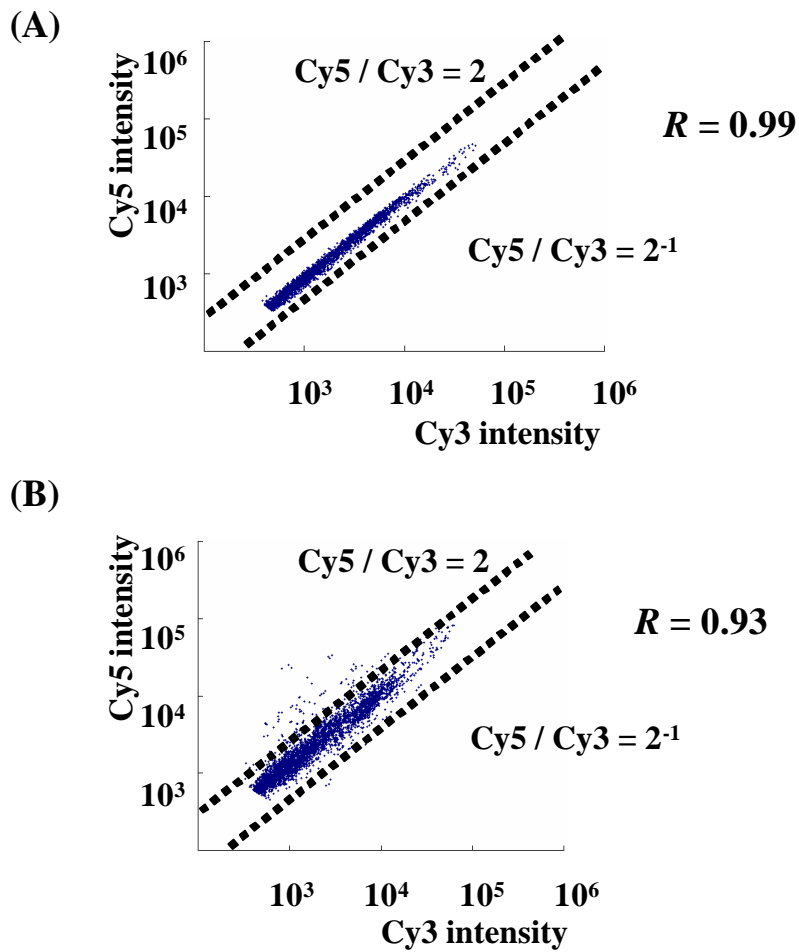 (A)
10⁶
Cy5 / Cy3 = 2
10⁵
R = 0.99
Cy5 intensity
10⁴
Cy5 / Cy3 = 2⁻¹
10³
10³ 10⁴ 10⁵ 10⁶
Cy3 intensity
(B)
10⁶
Cy5 / Cy3 = 2
10⁵
R = 0.93
Cy5 intensity
10⁴
Cy5 / Cy3 = 2⁻¹
10³
10³ 10⁴ 10⁵ 10⁶
Cy3 intensity